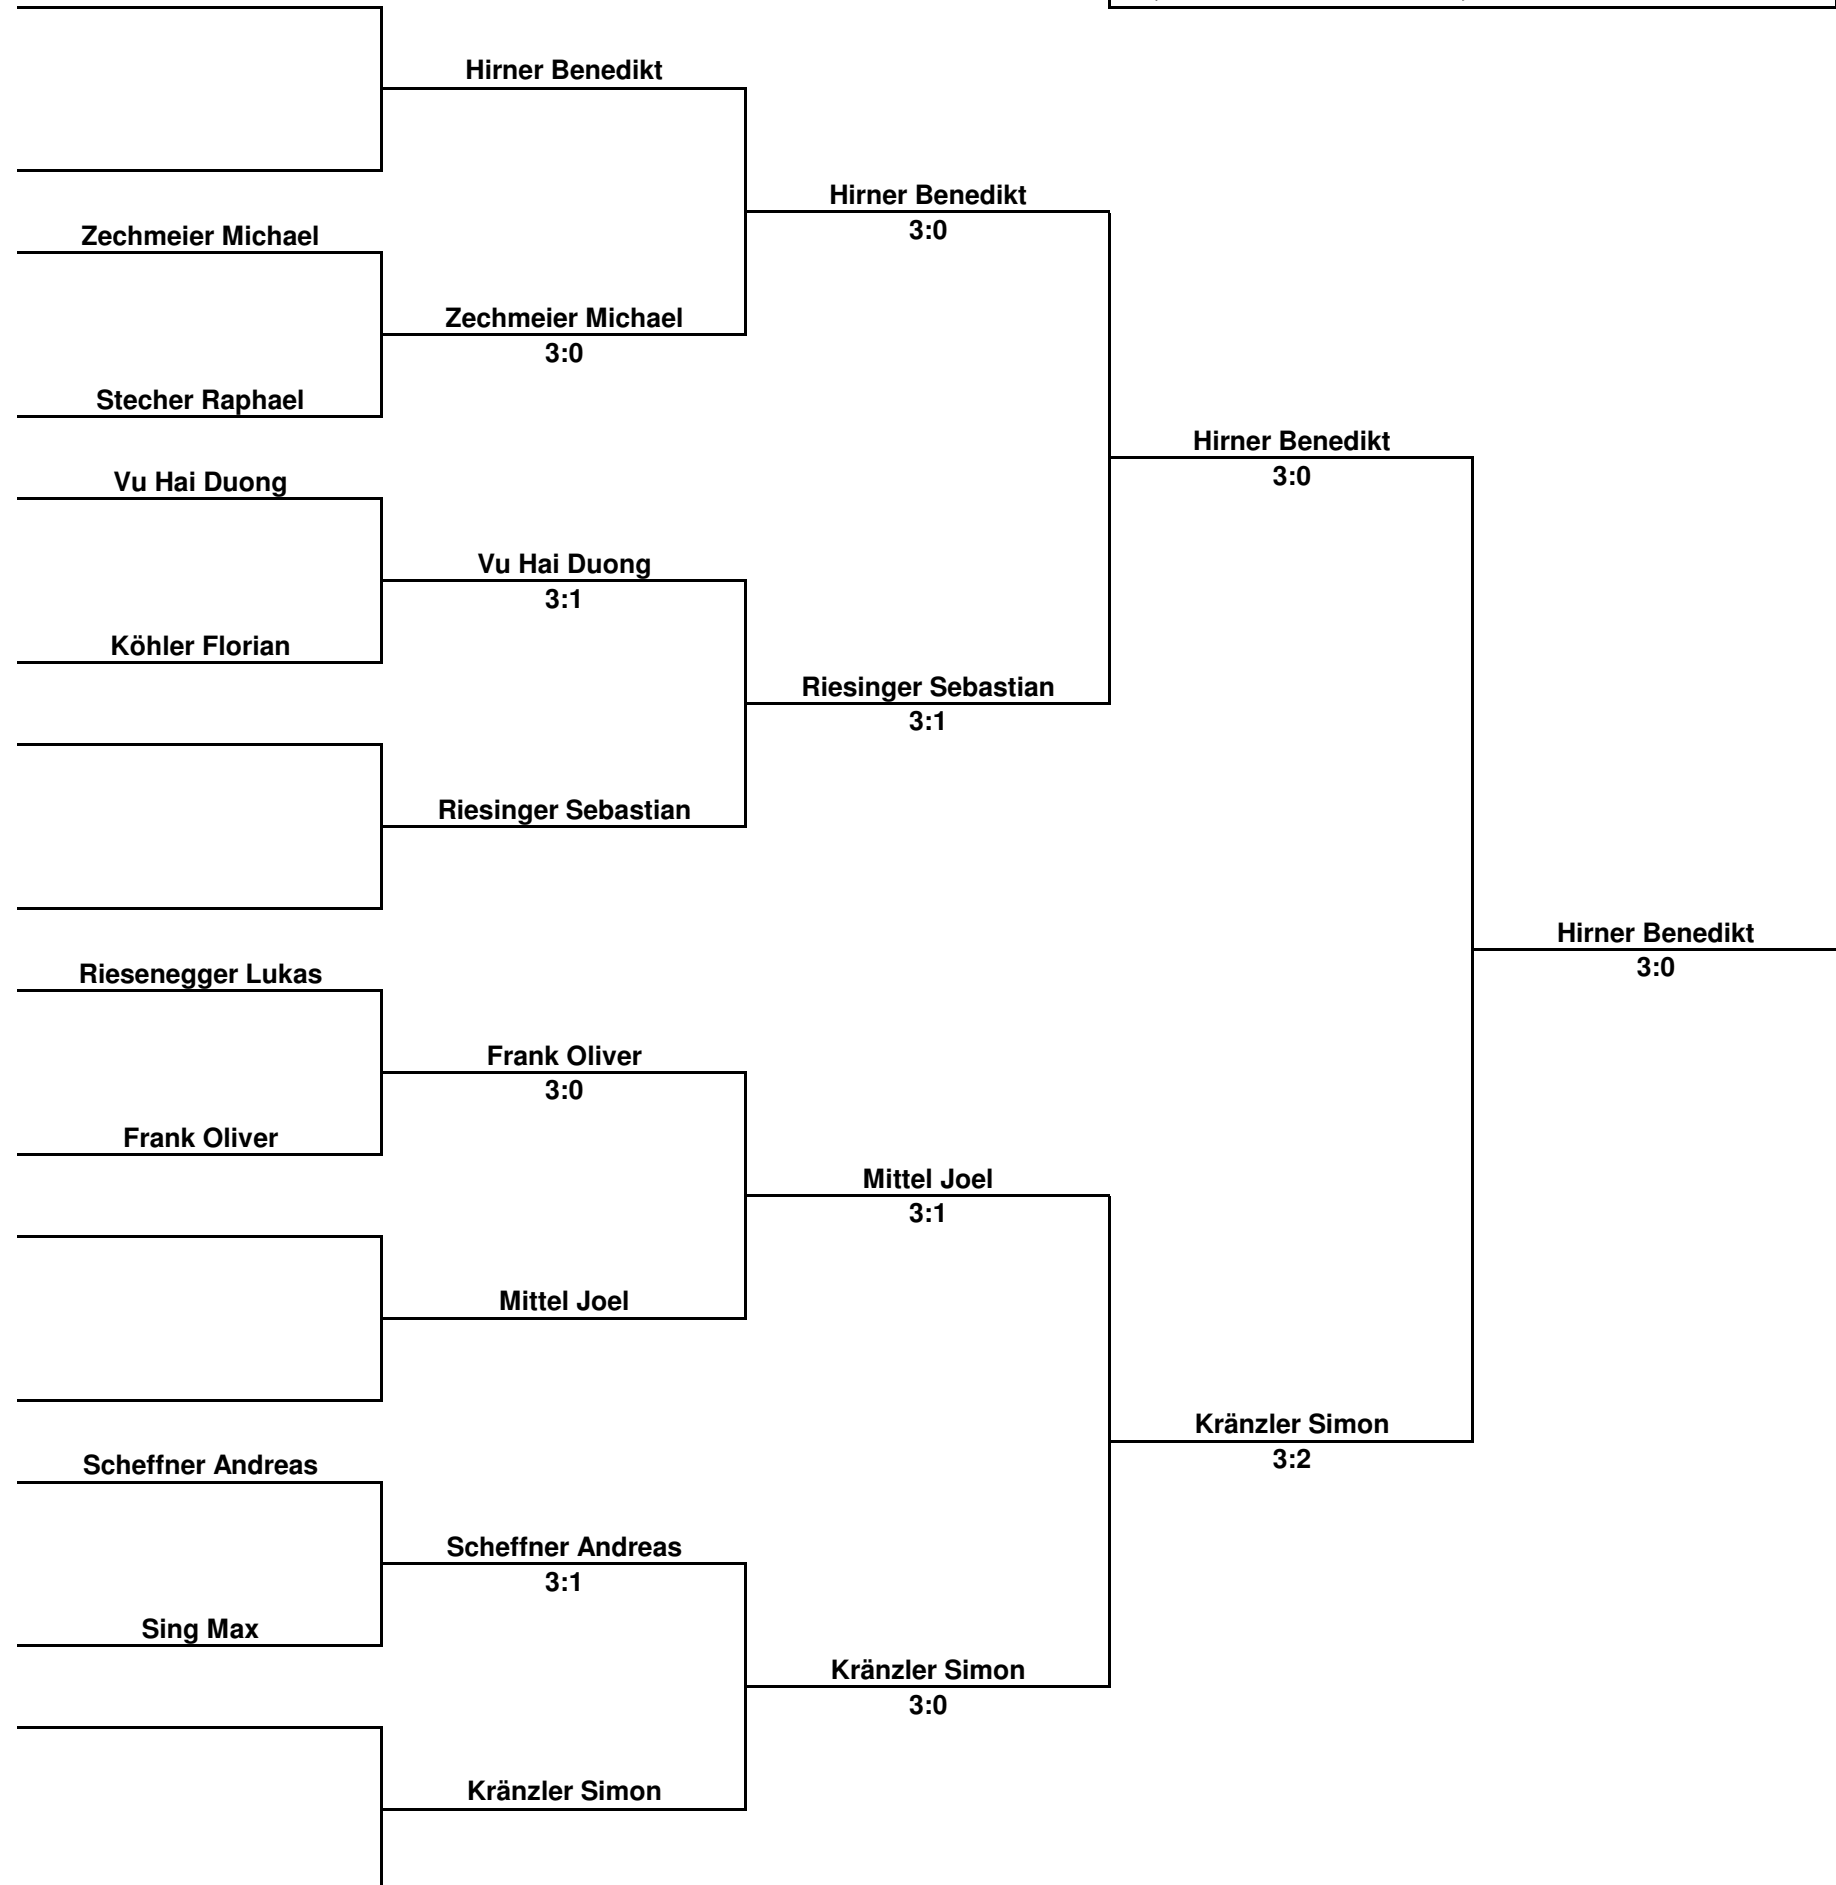 Hirner Benedikt
Hirner Benedikt
3:0
Zechmeier Michael
Zechmeier Michael
3:0
Stecher Raphael
Hirner Benedikt
3:0
Vu Hai Duong
Vu Hai Duong
3:1
Köhler Florian
Riesinger Sebastian
3:1
Riesinger Sebastian
Hirner Benedikt
3:0
Riesenegger Lukas
Frank Oliver
3:0
Frank Oliver
Mittel Joel
3:1
Mittel Joel
Kränzler Simon
3:2
Scheffner Andreas
Scheffner Andreas
3:1
Sing Max
Kränzler Simon
3:0
Kränzler Simon